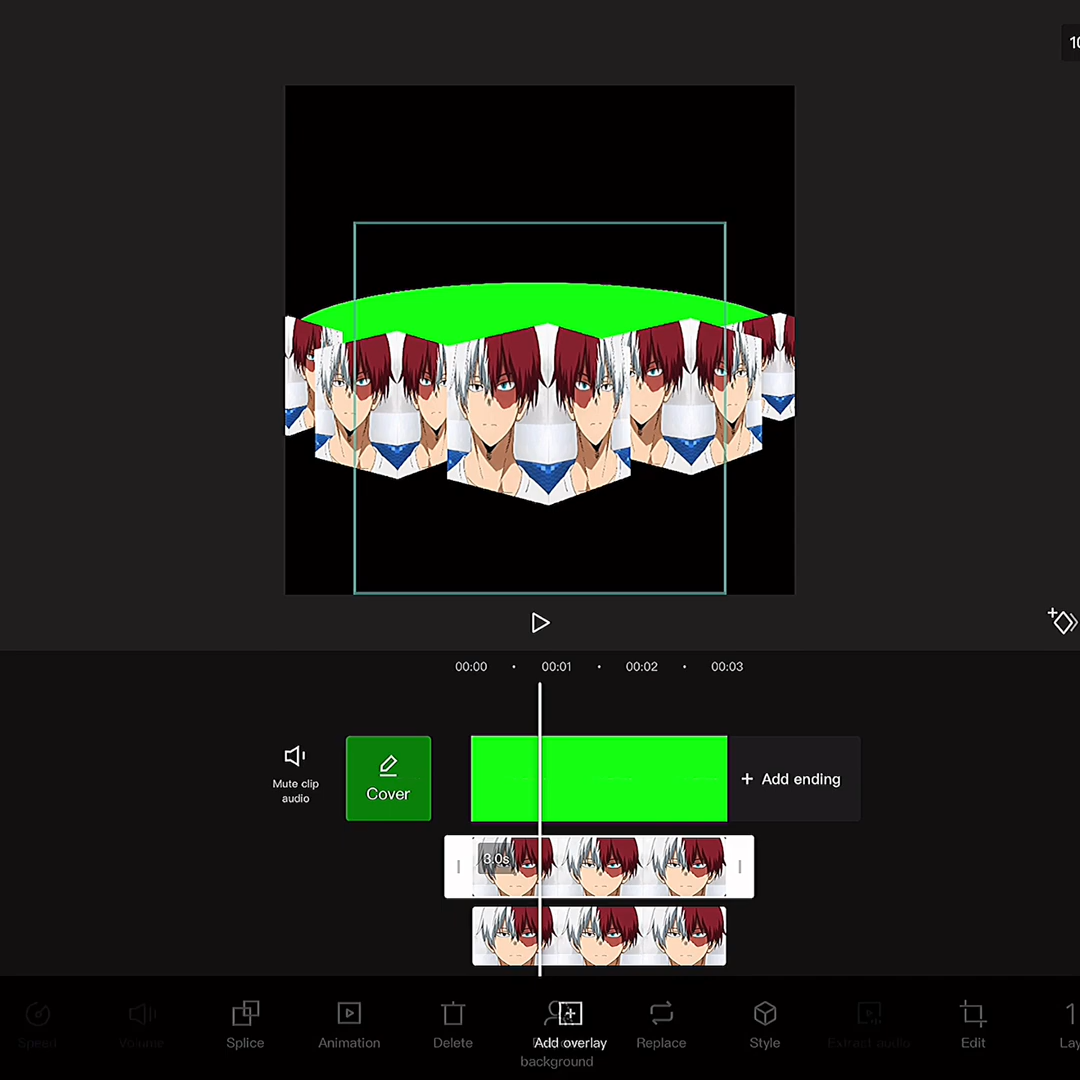 10
00:00 · 00:01 · 00:02 · 00:03
Mute clip
audio
Cover
+ Add ending
3.0s
Speed
Volume
Splice
Animation
Delete
Add overlay
background
Replace
Style
Extract audio
Edit
Lay